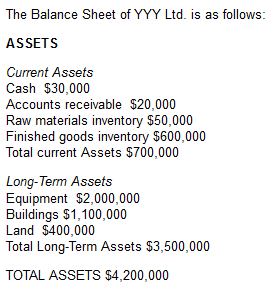 The Balance Sheet of YYY Ltd. is as follows:
ASSETS
Current Assets
Cash $30,000
Accounts receivable $20,000
Raw materials inventory $50,000
Finished goods inventory $600,000
Total current Assets $700,000
Long-Term Assets
Equipment $2,000,000
Buildings $1,100,000
Land $400,000
Total Long-Term Assets $3,500,000
TOTAL ASSETS $4,200,000